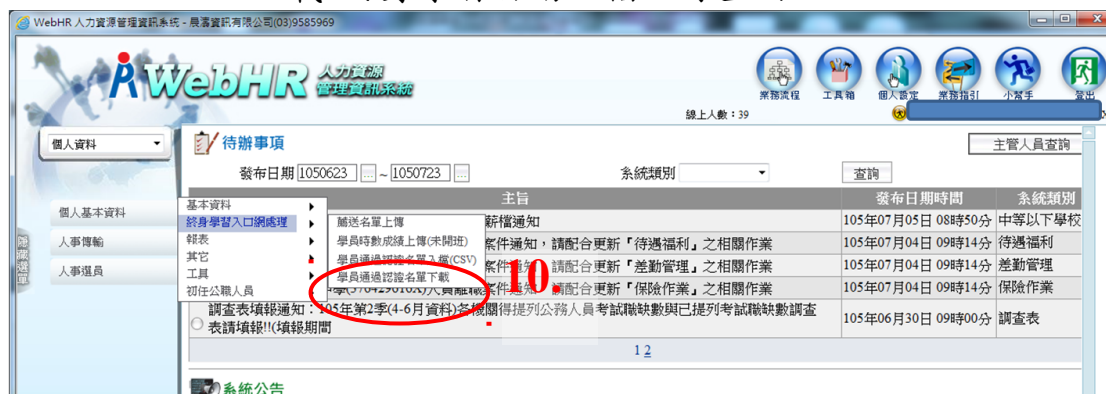 WebHR 人力資源管理資訊系統 - 晨澔資訊有限公司(03)9585969
WebHR 人力資源
管理資訊系統
業務流程 工具箱 個人設定 業務指引 小幫手 登出
線上人數：39
個人資料
待辦事項
主管人員查詢
發布日期 1050623 ... ~ 1050723 ...
系統類別
查詢
主旨 發布日期時間 系統類別
個人基本資料
人事傳輸
人事選員
基本資料
終身學習入口網處理
報表
其它
工具
初任公職人員
薦送名單上傳
學員時數成績上傳(未開班)
學員通過認證名單入檔(CSV)
學員通過認證名單下載
薪檔通知 105年07月05日 08時50分 中等以下學校
案件通知，請配合更新『待遇福利』之相關作業 105年07月04日 09時14分 待遇福利
案件通知，請配合更新『差勤管理』之相關作業 105年07月04日 09時14分 差勤管理
人員離職案件通知，請配合更新『保險作業』之相關作業 105年07月04日 09時14分 保險作業
調查表填報通知：105年第2季(4-6月資料)各機關得提列公務人員考試職缺數與已提列考試職缺數調查
表請填報!!(填報期間 105年06月30日 09時00分 調查表
10.
1 2
系統公告